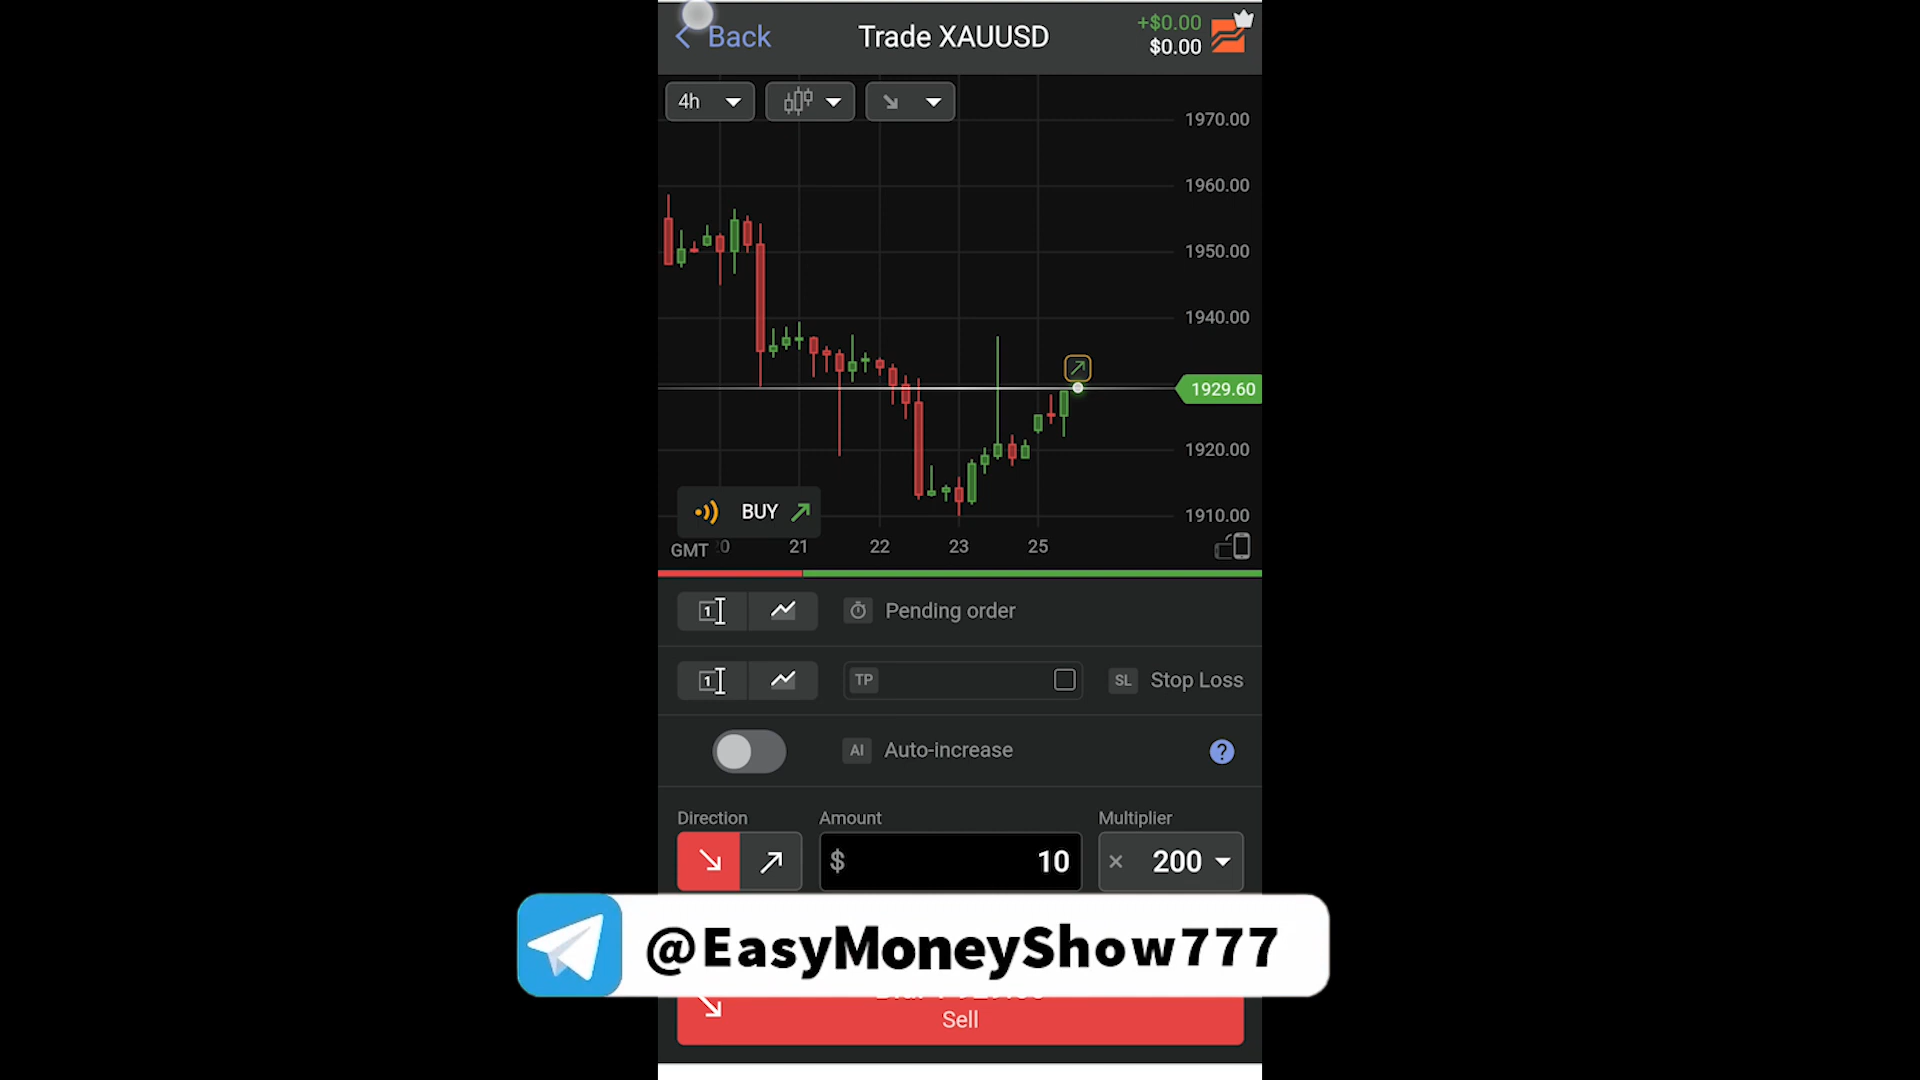 Back
Trade XAUUSD
+$0.00
$0.00
4h
1970.00
1960.00
1950.00
1940.00
1929.60
1920.00
1910.00
BUY
GMT
21
22
23
25
Pending order
TP
SL
Stop Loss
AI
Auto-increase
?
Direction
Amount
Multiplier
$
10
× 200
@EasyMoneyShow777
Sell